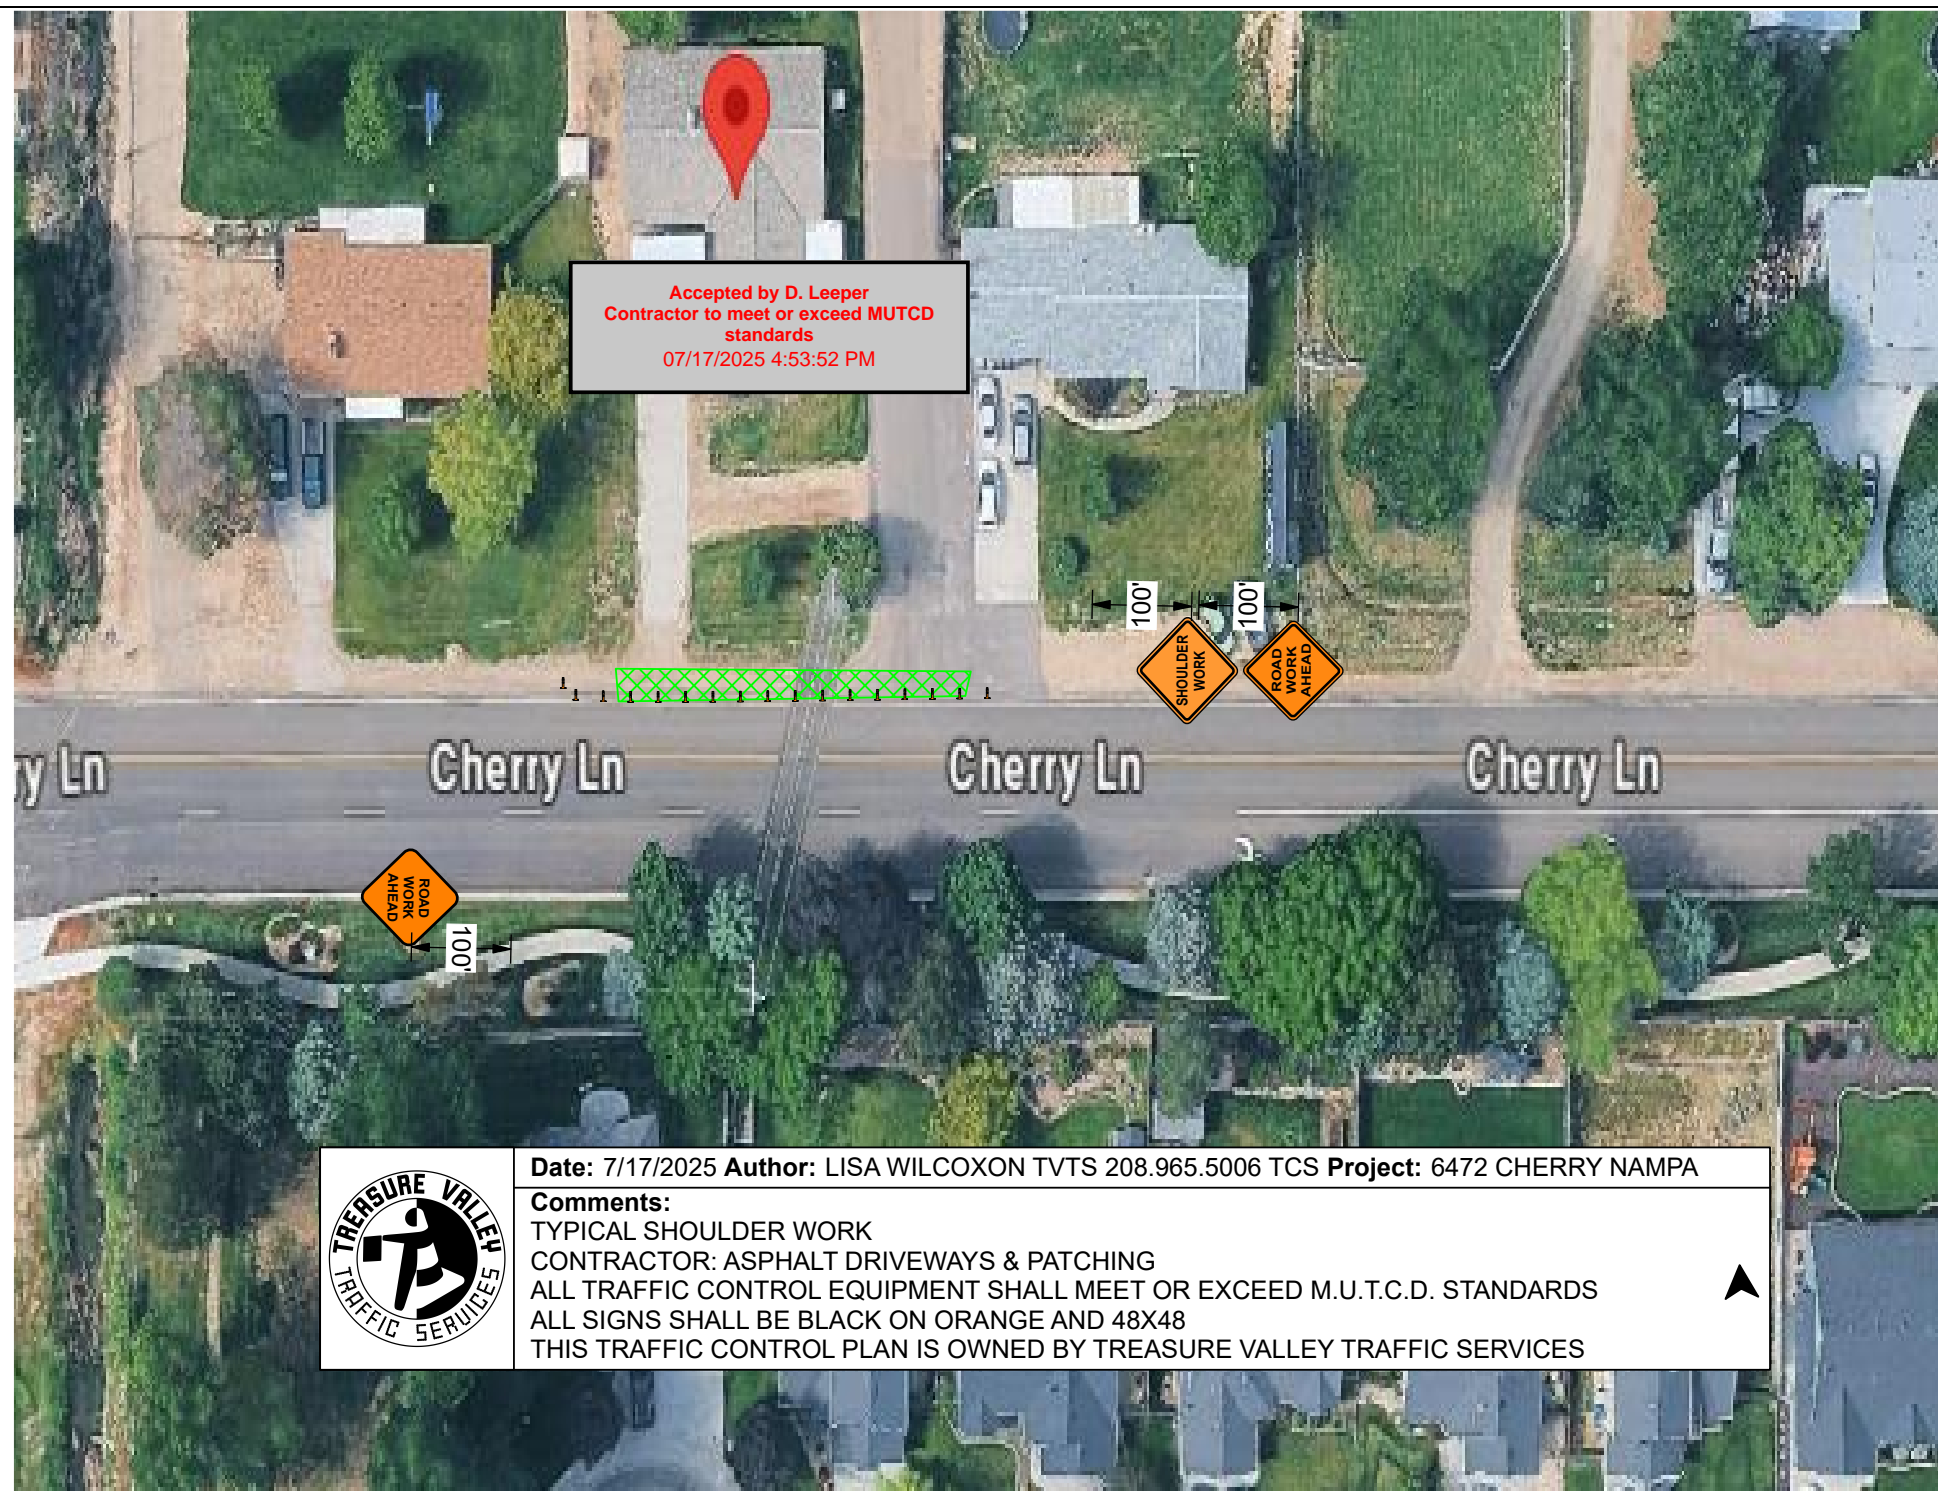 Accepted by D. Leeper
Contractor to meet or exceed MUTCD
standards
07/17/2025 4:53:52 PM
100'
100'
SHOULDER
WORK
ROAD
WORK
AHEAD
ry Ln
Cherry Ln
Cherry Ln
Cherry Ln
ROAD
WORK
AHEAD
100'
TREASURE VALLEY
TRAFFIC SERVICES
Date: 7/17/2025 Author: LISA WILCOXON TVTS 208.965.5006 TCS Project: 6472 CHERRY NAMPA
Comments:
TYPICAL SHOULDER WORK
CONTRACTOR: ASPHALT DRIVEWAYS & PATCHING
ALL TRAFFIC CONTROL EQUIPMENT SHALL MEET OR EXCEED M.U.T.C.D. STANDARDS
ALL SIGNS SHALL BE BLACK ON ORANGE AND 48X48
THIS TRAFFIC CONTROL PLAN IS OWNED BY TREASURE VALLEY TRAFFIC SERVICES